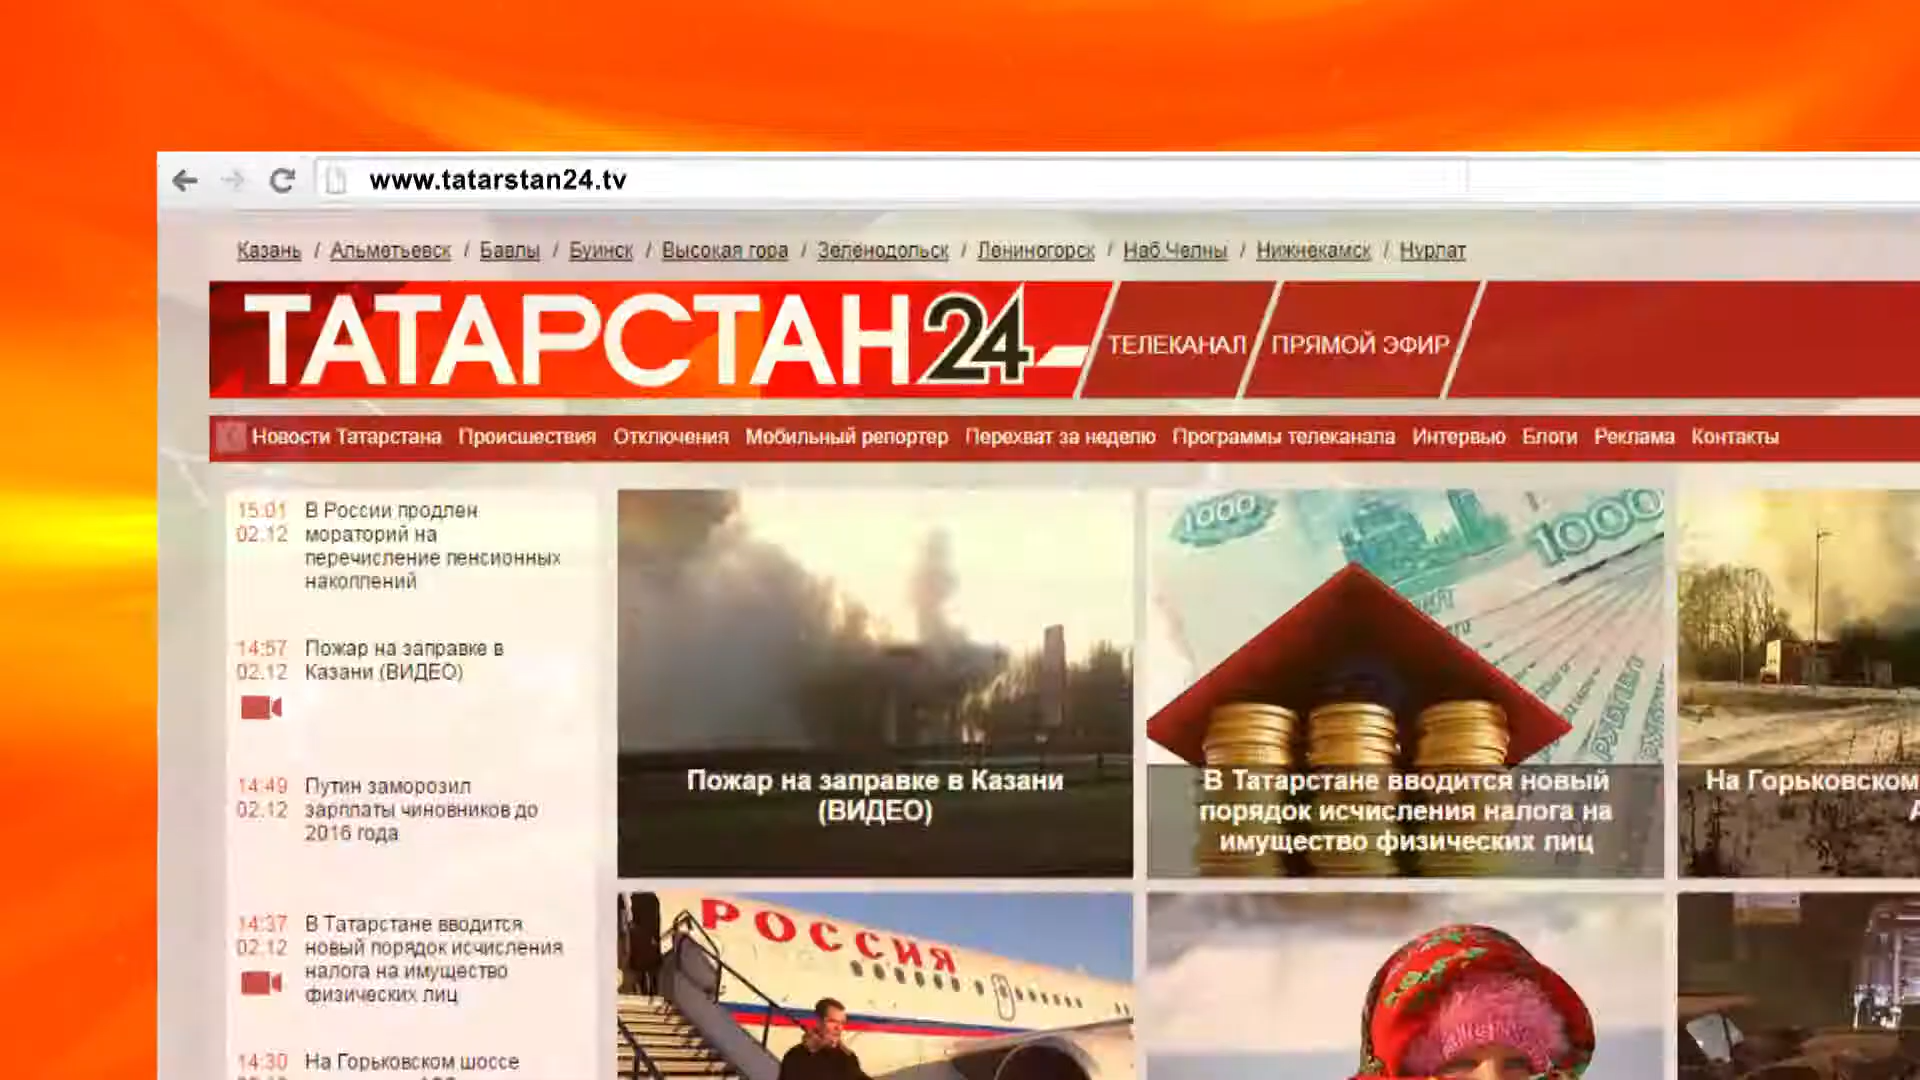 www.tatarstan24.tv
Казань / Альметьевск / Бавлы / Буинск / Высокая гора / Зеленодольск / Лениногорск / Наб.Челны / Нижнекамск / Нурлат
ТАТАРСТАН24
ТЕЛЕКАНАЛ
ПРЯМОЙ ЭФИР
Новости Татарстана Происшествия Отключения Мобильный репортер Перехват за неделю Программы телеканала Интервью Блоги Реклама Контакты
15:01 В России продлен
02.12 мораторий на
перечисление пенсионных
накоплений
14:57 Пожар на заправке в
02.12 Казани (ВИДЕО)
14:49 Путин заморозил
02.12 зарплаты чиновников до
2016 года
14:37 В Татарстане вводится
02.12 новый порядок исчисления
налога на имущество
физических лиц
14:30 На Горьковском шоссе
Пожар на заправке в Казани
(ВИДЕО)
1000
1000
В Татарстане вводится новый
порядок исчисления налога на
имущество физических лиц
На Горьковском
РОССИЯ